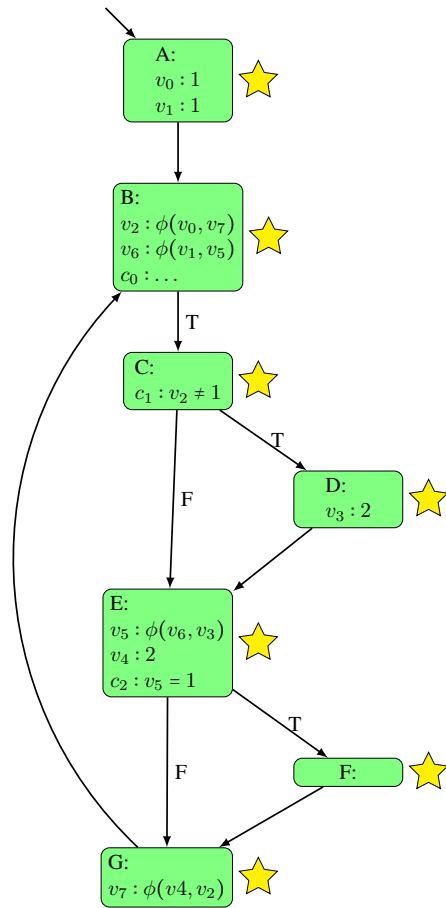 A:
v₀ : 1
v₁ : 1
B:
v₂ : ϕ(v₀, v₇)
v₆ : ϕ(v₁, v₅)
c₀ : …
T
C:
c₁ : v₂ ≠ 1
T
F
D:
v₃ : 2
E:
v₅ : ϕ(v₆, v₃)
v₄ : 2
c₂ : v₅ = 1
T
F
F:
G:
v₇ : ϕ(v4, v₂)